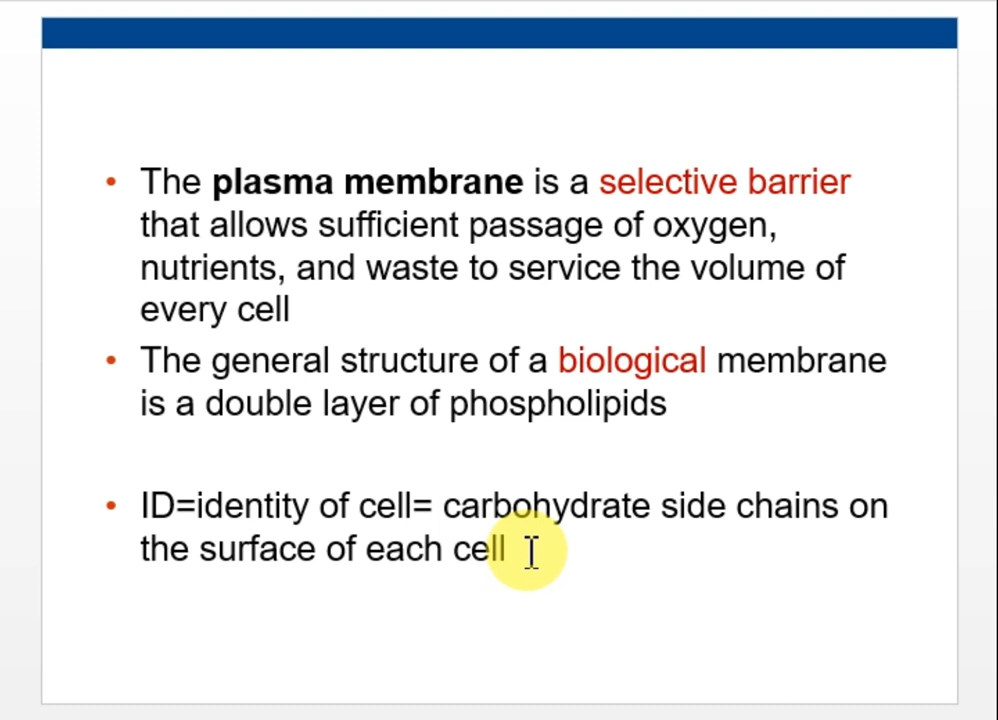 • The plasma membrane is a selective barrier
that allows sufficient passage of oxygen,
nutrients, and waste to service the volume of
every cell
• The general structure of a biological membrane
is a double layer of phospholipids
• ID=identity of cell= carbohydrate side chains on
the surface of each cell